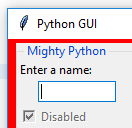 Python GUI
Mighty Python
Enter a name:
Disabled